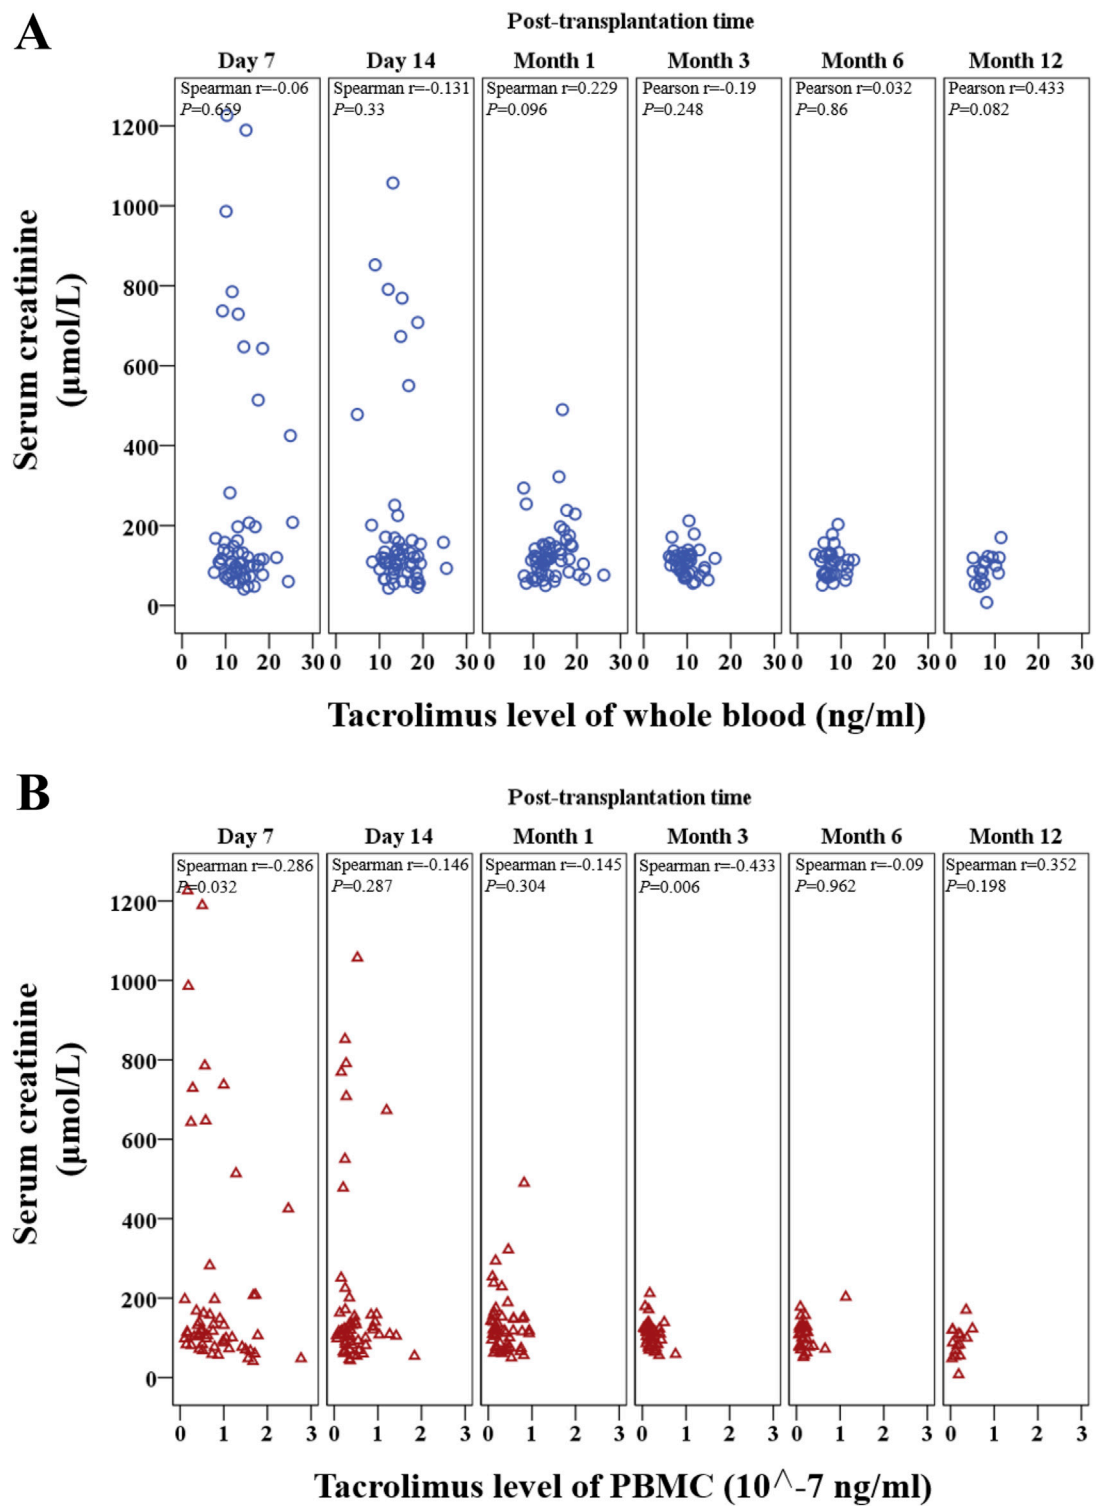 A
Post-transplantation time
Day 7 Day 14 Month 1 Month 3 Month 6 Month 12
Spearman r=-0.06 Spearman r=-0.131 Spearman r=0.229 Pearson r=-0.19 Pearson r=0.032 Pearson r=0.433
P=0.659 P=0.33 P=0.096 P=0.248 P=0.86 P=0.082
1200
1000
800
600
400
200
0
Serum creatinine
(μmol/L)
0 10 20 30 0 10 20 30 0 10 20 30 0 10 20 30 0 10 20 30 0 10 20 30
Tacrolimus level of whole blood (ng/ml)
B
Post-transplantation time
Day 7 Day 14 Month 1 Month 3 Month 6 Month 12
Spearman r=-0.286 Spearman r=-0.146 Spearman r=-0.145 Spearman r=-0.433 Spearman r=-0.09 Spearman r=0.352
P=0.032 P=0.287 P=0.304 P=0.006 P=0.962 P=0.198
1200
1000
800
600
400
200
0
Serum creatinine
(μmol/L)
0 1 2 3 0 1 2 3 0 1 2 3 0 1 2 3 0 1 2 3 0 1 2 3
Tacrolimus level of PBMC (10^-7 ng/ml)